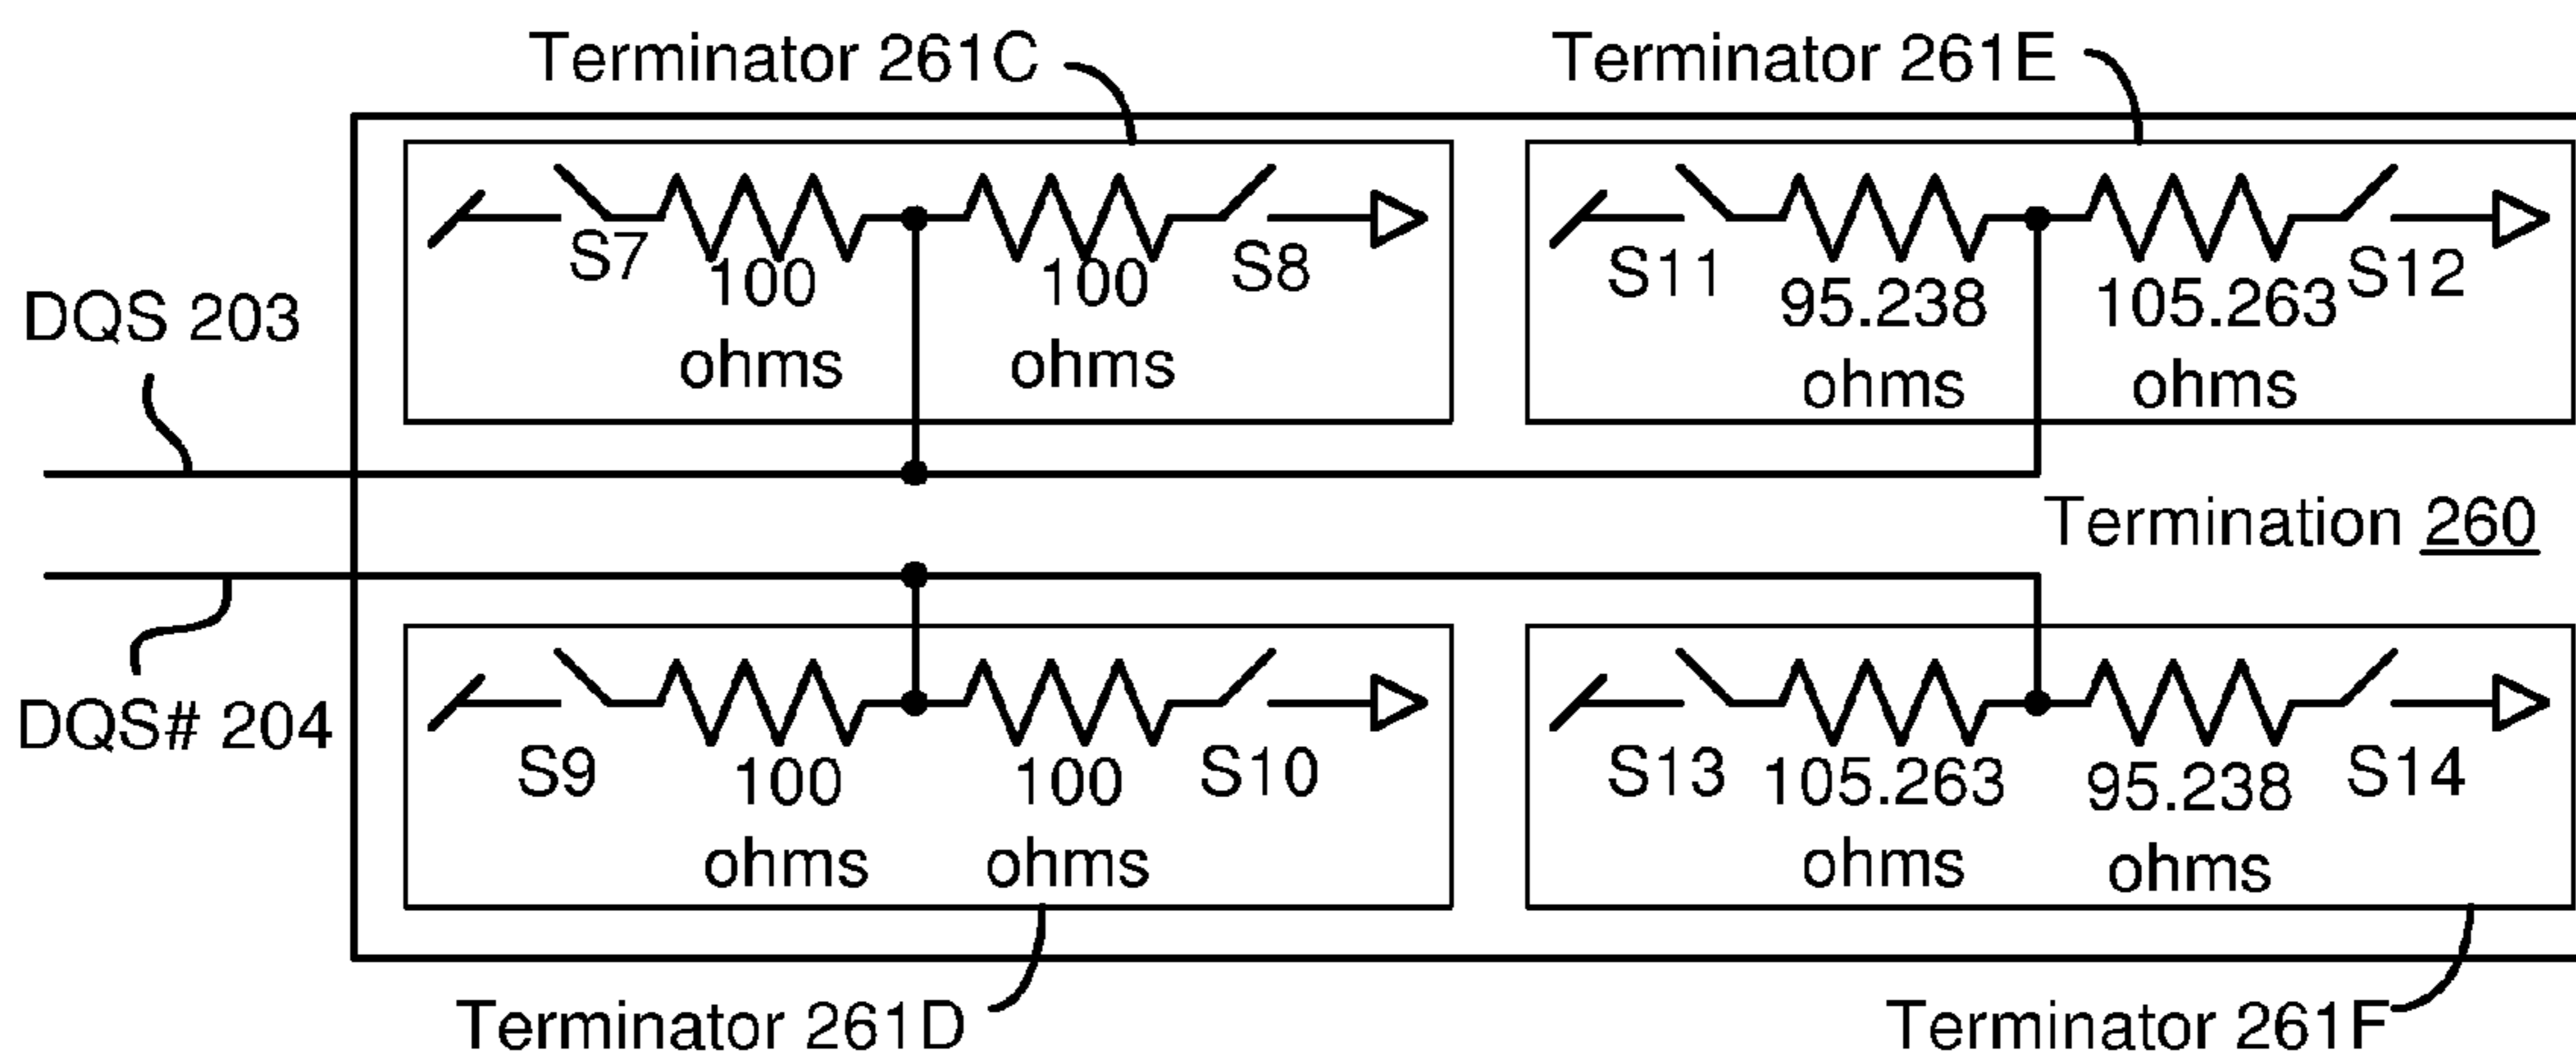 Terminator 261C
Terminator 261E
S7
100
ohms
100
ohms
S8
S11
95.238
ohms
105.263
ohms
S12
DQS 203
Termination 260
DQS# 204
S9
100
ohms
100
ohms
S10
S13
105.263
ohms
95.238
ohms
S14
Terminator 261D
Terminator 261F